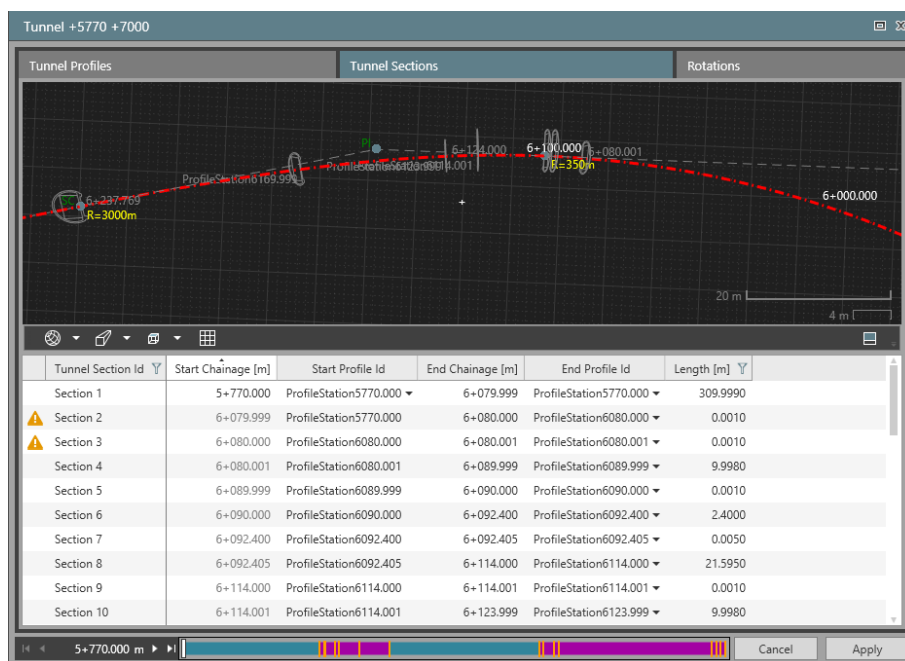 Tunnel +5770 +7000
Tunnel Profiles
Tunnel Sections
Rotations
PI
6+124.000
6+100.000
6+080.001
R=350m
ProfileStation6169.999
6+000.000
SC
6+237.769
R=3000m
20 m
4 m
Tunnel Section Id Start Chainage [m] Start Profile Id End Chainage [m] End Profile Id Length [m]
Section 1 5+770.000 ProfileStation5770.000 6+079.999 ProfileStation5770.000 309.9990
Section 2 6+079.999 ProfileStation5770.000 6+080.000 ProfileStation6080.000 0.0010
Section 3 6+080.000 ProfileStation6080.000 6+080.001 ProfileStation6080.001 0.0010
Section 4 6+080.001 ProfileStation6080.001 6+089.999 ProfileStation6089.999 9.9980
Section 5 6+089.999 ProfileStation6089.999 6+090.000 ProfileStation6090.000 0.0010
Section 6 6+090.000 ProfileStation6090.000 6+092.400 ProfileStation6092.400 2.4000
Section 7 6+092.400 ProfileStation6092.400 6+092.405 ProfileStation6092.405 0.0050
Section 8 6+092.405 ProfileStation6092.405 6+114.000 ProfileStation6114.000 21.5950
Section 9 6+114.000 ProfileStation6114.000 6+114.001 ProfileStation6114.001 0.0010
Section 10 6+114.001 ProfileStation6114.001 6+123.999 ProfileStation6123.999 9.9980
5+770.000 m
Cancel
Apply